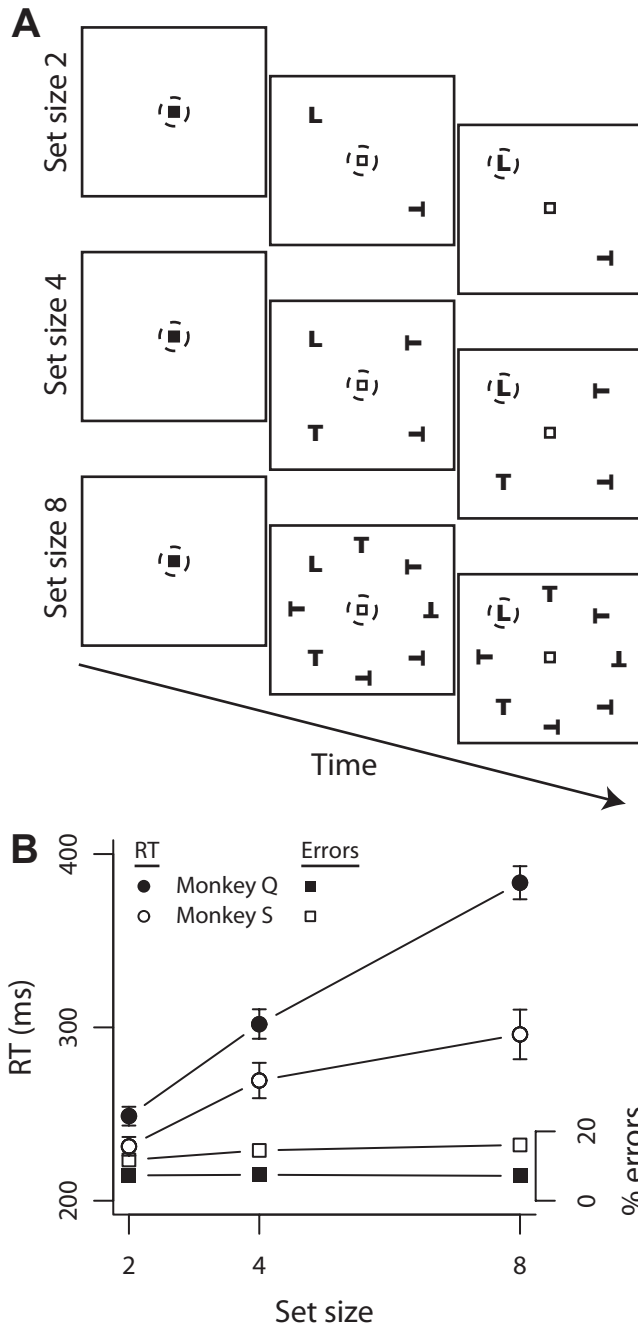 A
Set size 2
L
T
L
T
Set size 4
L
T
T
T
L
T
T
T
Set size 8
T
L
T
T
T
T
T
T
T
L
T
T
T
T
T
T
Time
B
RT Errors
Monkey Q
Monkey S
400
300
200
RT (ms)
20
0
% errors
2 4 8
Set size